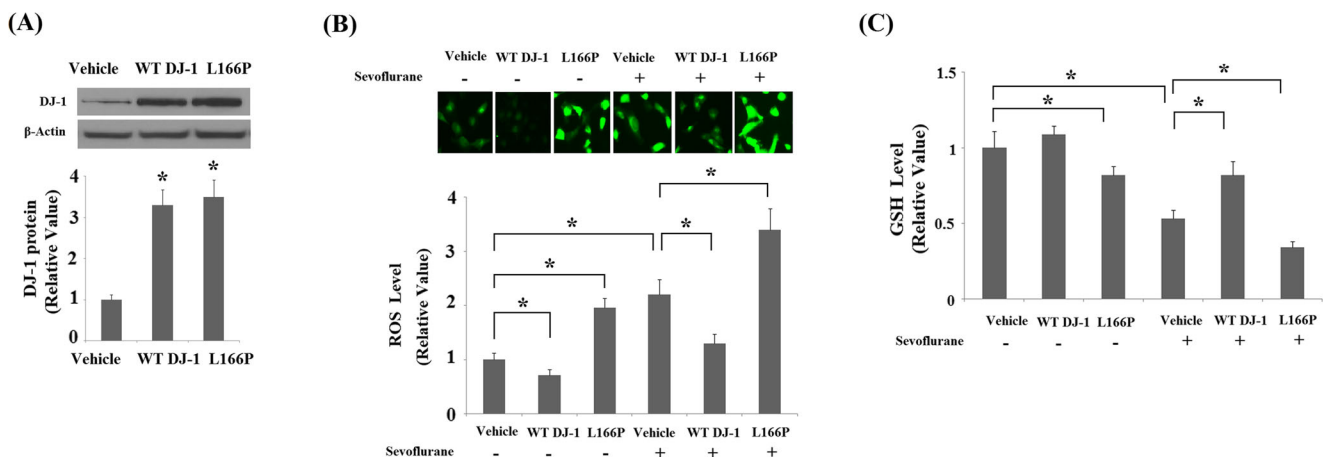 (A)
Vehicle WT DJ-1 L166P
DJ-1
β-Actin
DJ-1 protein
(Relative Value)
4
3
2
1
0
*
*
Vehicle WT DJ-1 L166P
(B)
Vehicle WT DJ-1 L166P Vehicle WT DJ-1 L166P
Sevoflurane - - - + + +
ROS Level
(Relative Value)
4
3
2
1
0
*
*
*
*
*
Vehicle WT DJ-1 L166P Vehicle WT DJ-1 L166P
Sevoflurane - - - + + +
(C)
GSH Level
(Relative Value)
1.5
1
0.5
0
*
*
*
*
Vehicle WT DJ-1 L166P Vehicle WT DJ-1 L166P
Sevoflurane - - - + + +